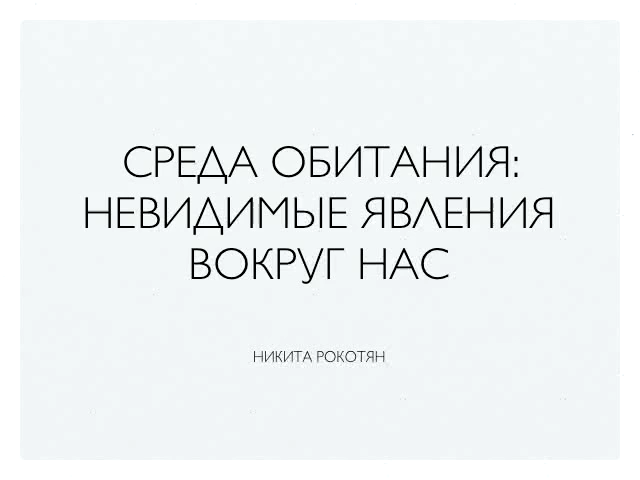 СРЕДА ОБИТАНИЯ:
НЕВИДИМЫЕ ЯВЛЕНИЯ
ВОКРУГ НАС
НИКИТА РОКОТЯН